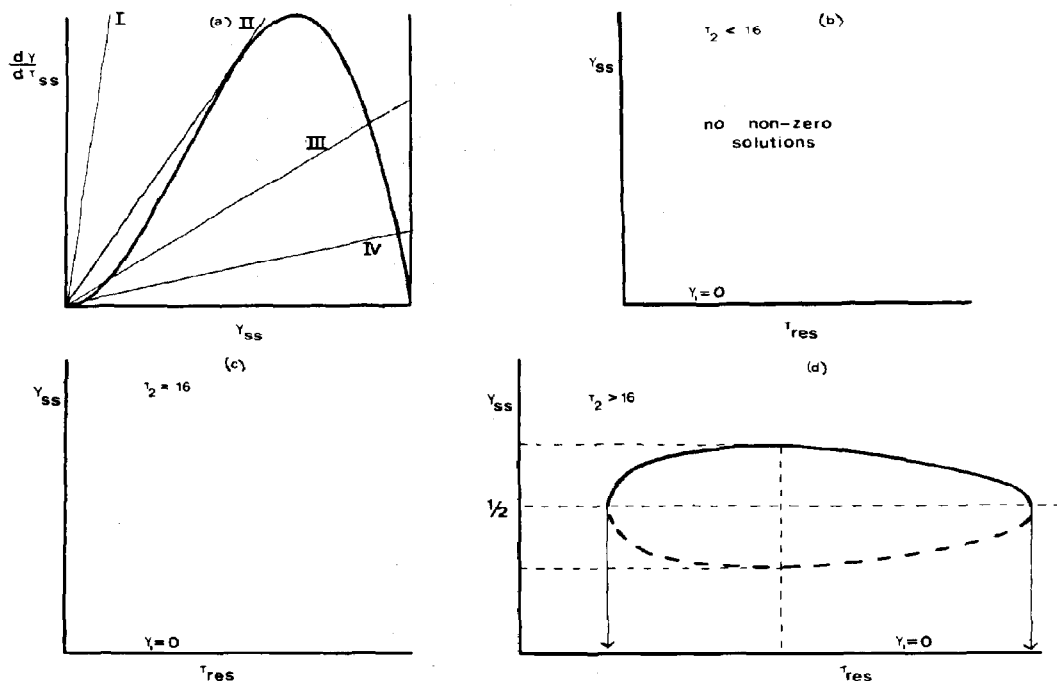 I
(a) II
dγ
dτ ss
III
IV
γss
(b)
τ2 < 16
γss
no non-zero
solutions
γ1=0
τres
(c)
τ2 = 16
γss
γ1=0
τres
(d)
τ2 > 16
γss
1/2
γ1=0
τres